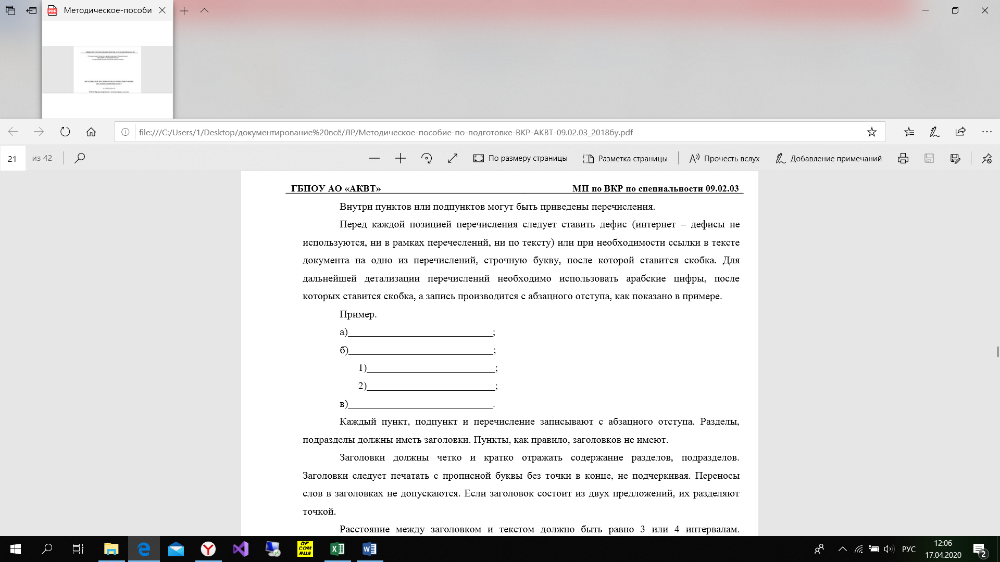 Методическое-пособи
file:///C:/Users/1/Desktop/документирование%20всё/ЛР/Методическое-пособие-по-подготовке-ВКР-АКВТ-09.02.03_2018бу.pdf
21 из 42 По размеру страницы Разметка страницы Прочесть вслух Добавление примечаний
ГБПОУ АО «АКВТ» МП по ВКР по специальности 09.02.03
Внутри пунктов или подпунктов могут быть приведены перечисления.
Перед каждой позицией перечисления следует ставить дефис (интернет – дефисы не
используются, ни в рамках перечеслений, ни по тексту) или при необходимости ссылки в тексте
документа на одно из перечислений, строчную букву, после которой ставится скобка. Для
дальнейшей детализации перечислений необходимо использовать арабские цифры, после
которых ставится скобка, а запись производится с абзацного отступа, как показано в примере.
Пример.
а)____________________________;
б)____________________________;
1)_________________________;
2)_________________________;
в)____________________________.
Каждый пункт, подпункт и перечисление записывают с абзацного отступа. Разделы,
подразделы должны иметь заголовки. Пункты, как правило, заголовков не имеют.
Заголовки должны четко и кратко отражать содержание разделов, подразделов.
Заголовки следует печатать с прописной буквы без точки в конце, не подчеркивая. Переносы
слов в заголовках не допускаются. Если заголовок состоит из двух предложений, их разделяют
точкой.
Расстояние между заголовком и текстом должно быть равно 3 или 4 интервалам.
GP
COM
RUS
РУС
12:06
17.04.2020
2